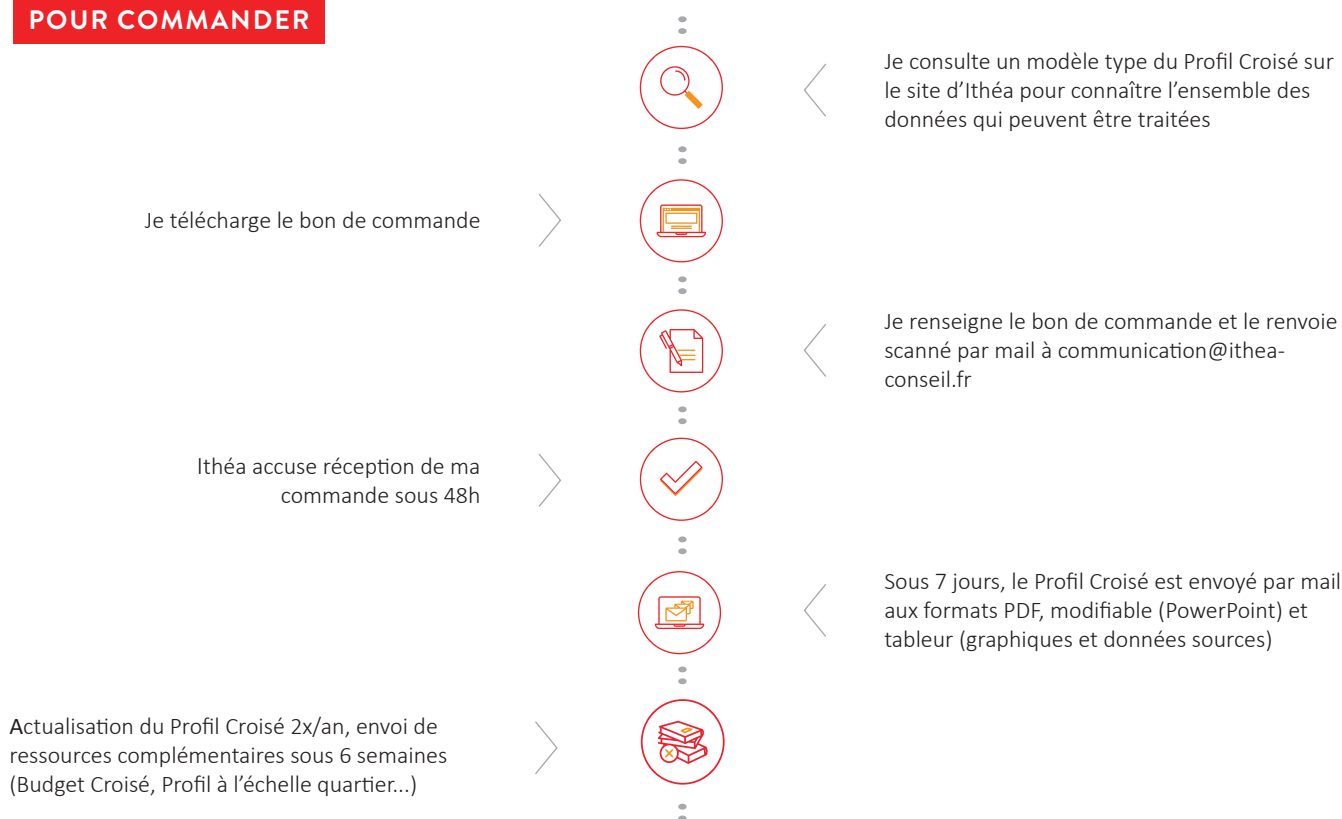 POUR COMMANDER
Je consulte un modèle type du Profil Croisé sur
le site d’Ithéa pour connaître l’ensemble des
données qui peuvent être traitées
Je télécharge le bon de commande
Je renseigne le bon de commande et le renvoie
scanné par mail à communication@ithea-
conseil.fr
Ithéa accuse réception de ma
commande sous 48h
Sous 7 jours, le Profil Croisé est envoyé par mail
aux formats PDF, modifiable (PowerPoint) et
tableur (graphiques et données sources)
Actualisation du Profil Croisé 2x/an, envoi de
ressources complémentaires sous 6 semaines
(Budget Croisé, Profil à l’échelle quartier...)